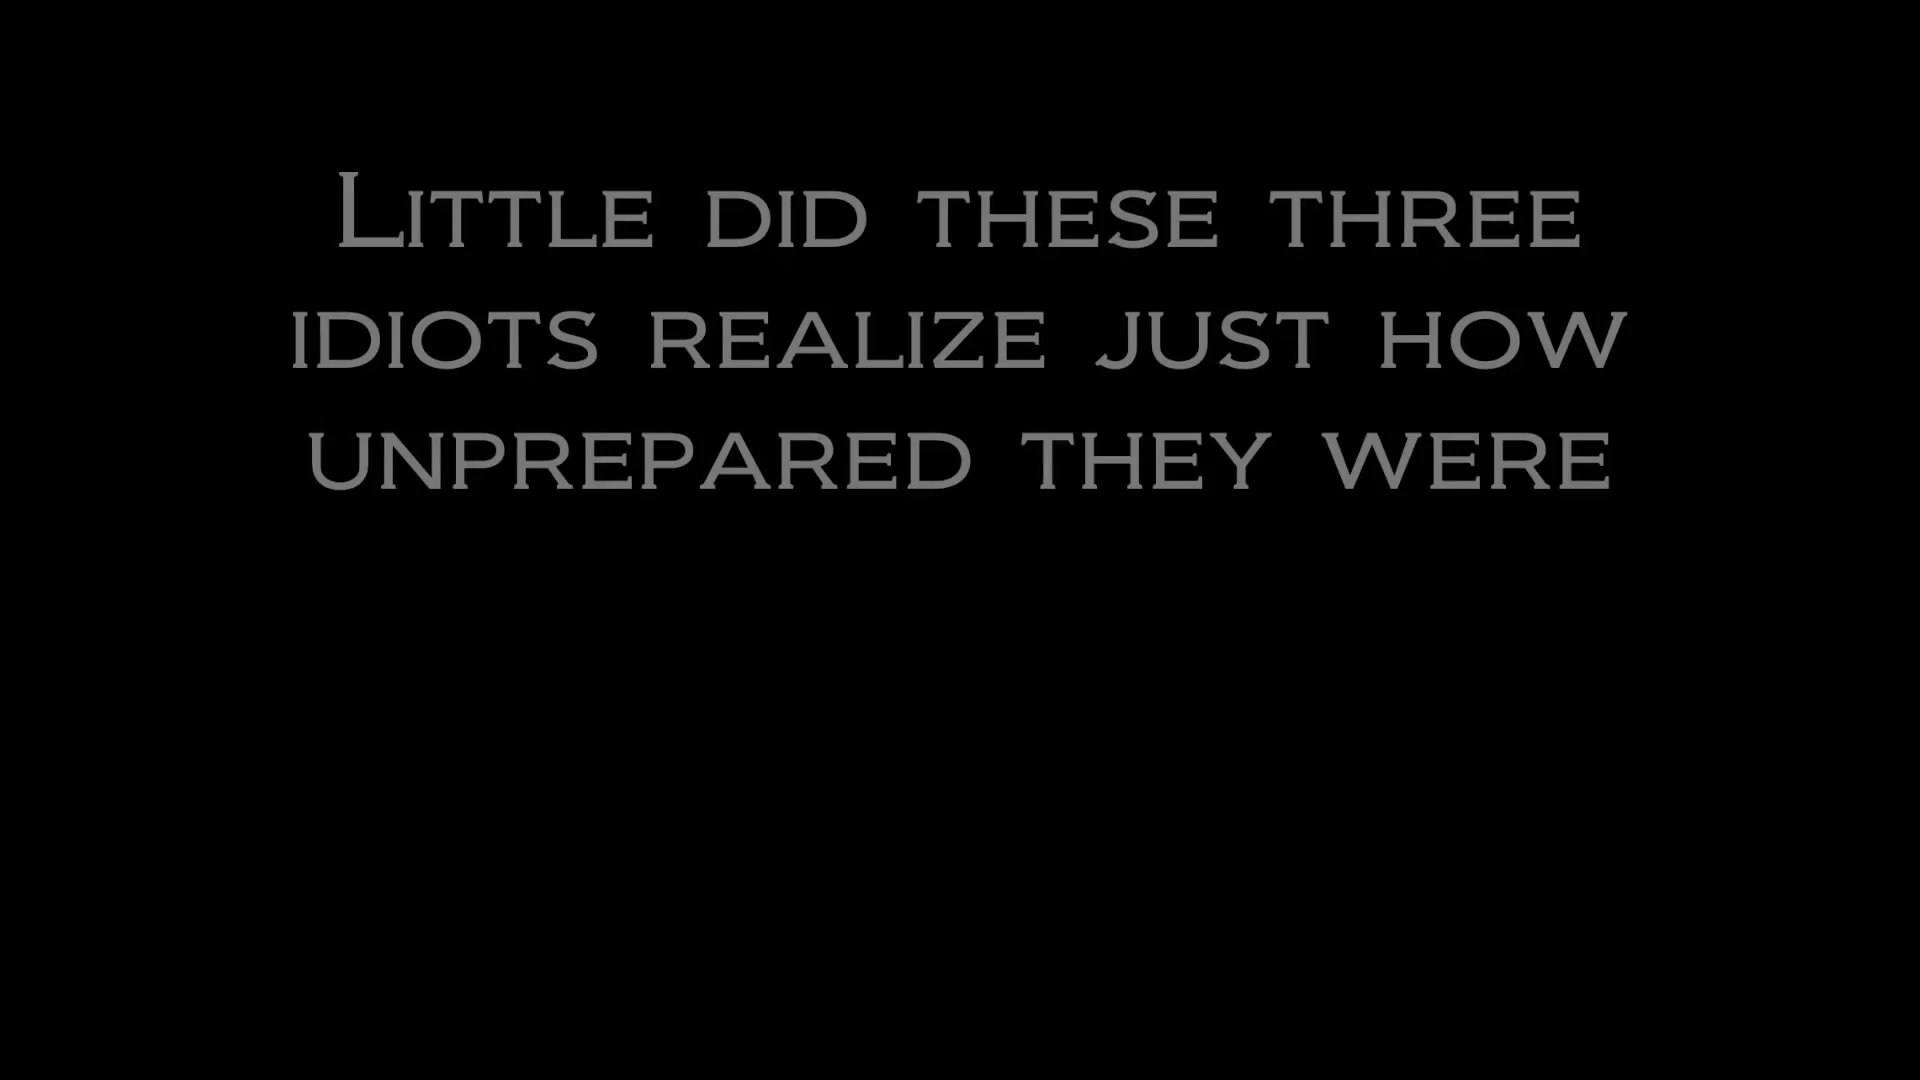 Little did these three
idiots realize just how
unprepared they were